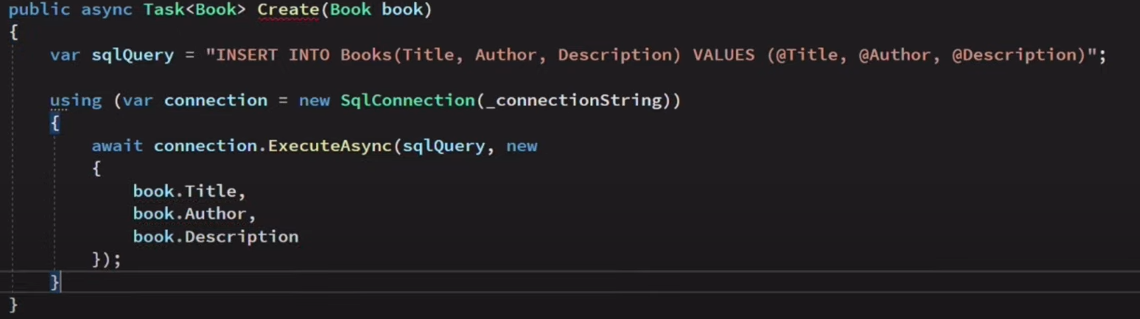 public async Task<Book> Create(Book book)
{
    var sqlQuery = "INSERT INTO Books(Title, Author, Description) VALUES (@Title, @Author, @Description)";
    using (var connection = new SqlConnection(_connectionString))
    {
        await connection.ExecuteAsync(sqlQuery, new
        {
            book.Title,
            book.Author,
            book.Description
        });
    }
}